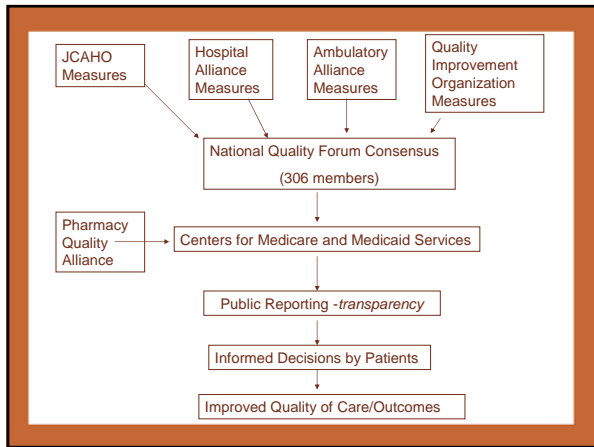 JCAHO
Measures
Hospital
Alliance
Measures
Ambulatory
Alliance
Measures
Quality
Improvement
Organization
Measures
National Quality Forum Consensus
(306 members)
Pharmacy
Quality
Alliance
Centers for Medicare and Medicaid Services
Public Reporting -transparency
Informed Decisions by Patients
Improved Quality of Care/Outcomes